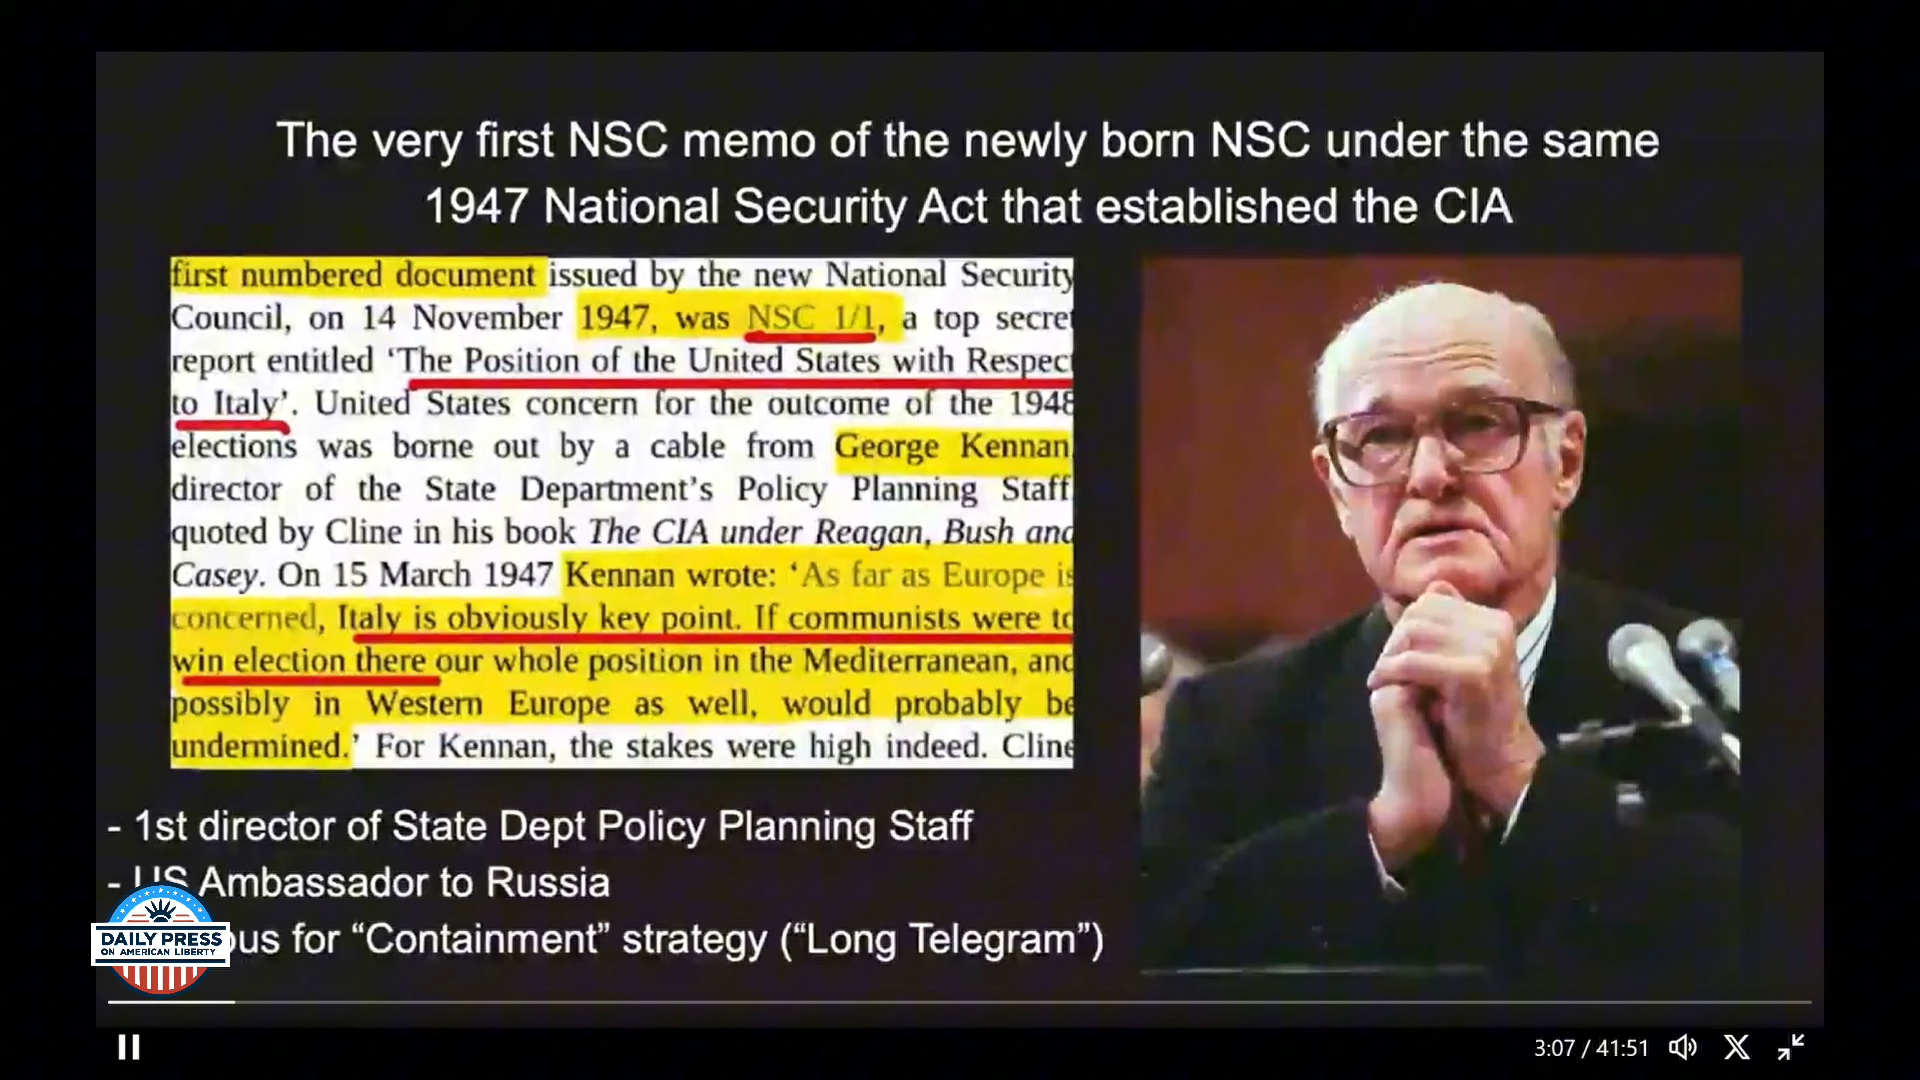 The very first NSC memo of the newly born NSC under the same
1947 National Security Act that established the CIA
first numbered document issued by the new National Security
Council, on 14 November 1947, was NSC 1/1, a top secret
report entitled ‘The Position of the United States with Respect
to Italy’. United States concern for the outcome of the 1948
elections was borne out by a cable from George Kennan,
director of the State Department’s Policy Planning Staff,
quoted by Cline in his book The CIA under Reagan, Bush and
Casey. On 15 March 1947 Kennan wrote: ‘As far as Europe is
concerned, Italy is obviously key point. If communists were to
win election there our whole position in the Mediterranean, and
possibly in Western Europe as well, would probably be
undermined.’ For Kennan, the stakes were high indeed. Cline
- 1st director of State Dept Policy Planning Staff
- US Ambassador to Russia
for “Containment” strategy (“Long Telegram”)
DAILY PRESS
ON AMERICAN LIBERTY
3:07 / 41:51